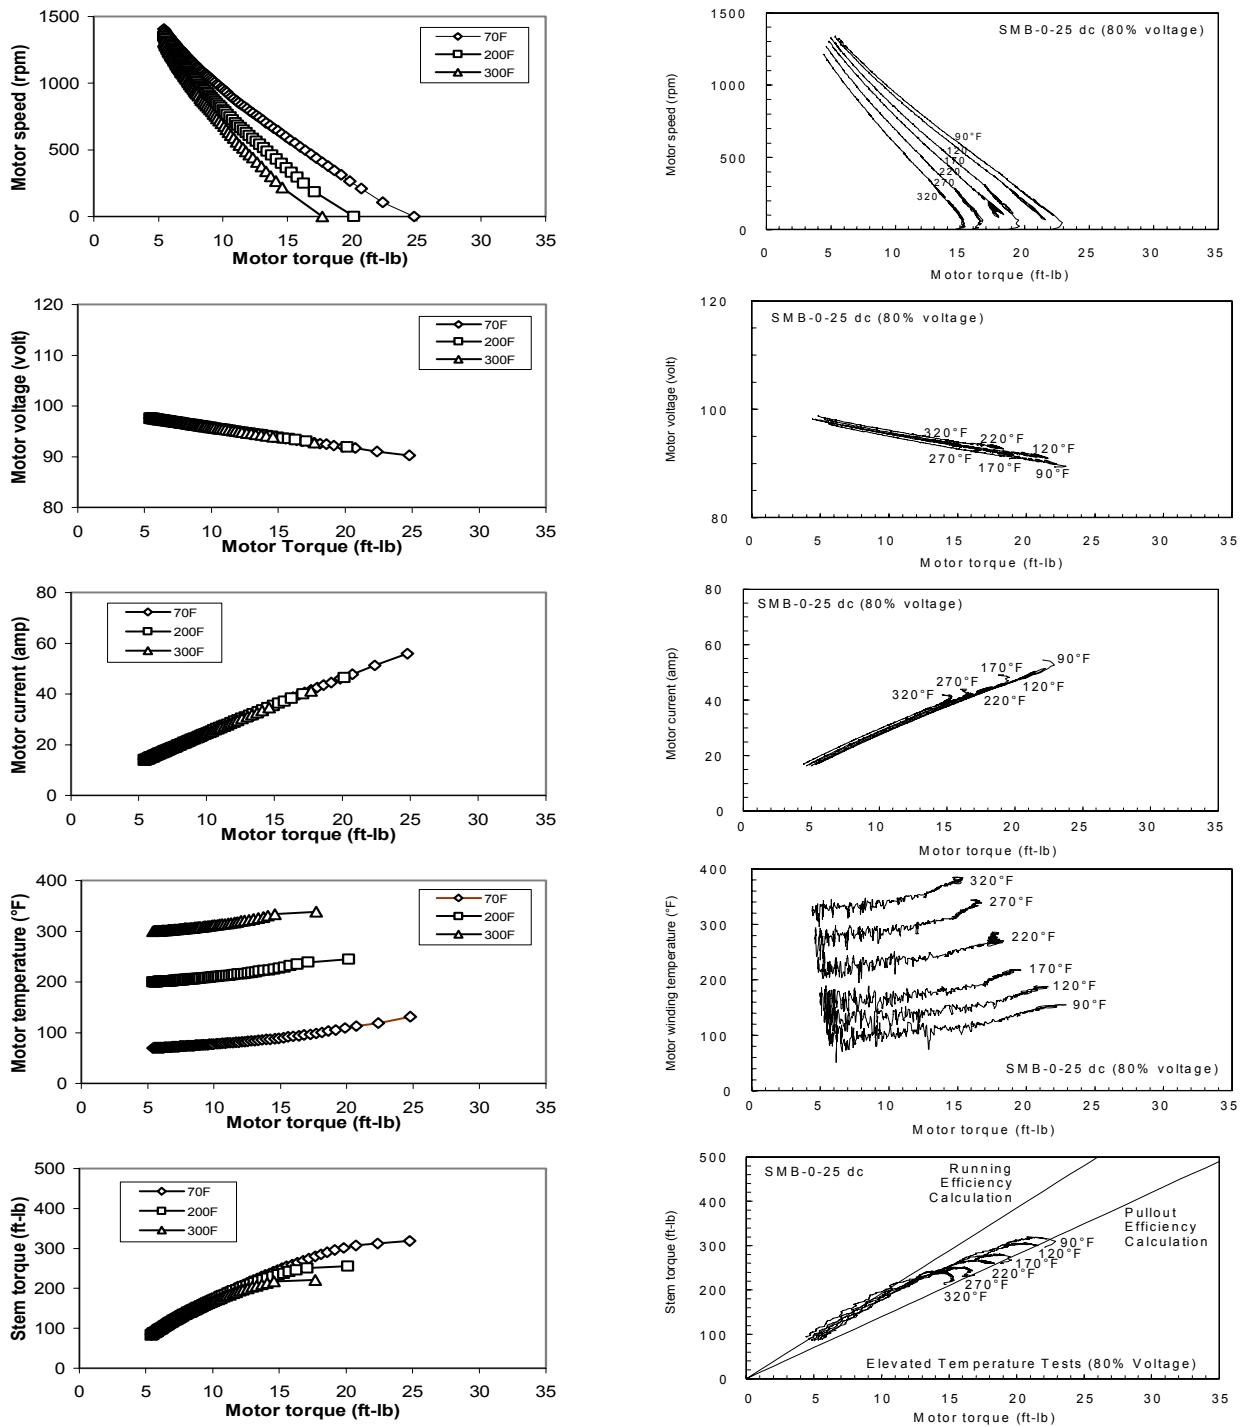 Motor speed (rpm)
1500
1000
500
0
70F
200F
300F
0 5 10 15 20 25 30 35
Motor torque (ft-lb)
Motor speed (rpm)
1500
1000
500
0
SMB-0-25 dc (80% voltage)
90°F
120
170
220
270
320
0 5 10 15 20 25 30 35
Motor torque (ft-lb)
Motor voltage (volt)
120
110
100
90
80
70F
200F
300F
0 5 10 15 20 25 30 35
Motor Torque (ft-lb)
Motor voltage (volt)
120
100
80
SMB-0-25 dc (80% voltage)
320°F 220°F 120°F
270°F 170°F 90°F
0 5 10 15 20 25 30 35
Motor torque (ft-lb)
Motor current (amp)
80
60
40
20
0
70F
200F
300F
0 5 10 15 20 25 30 35
Motor torque (ft-lb)
Motor current (amp)
80
60
40
20
0
SMB-0-25 dc (80% voltage)
90°F
170°F
270°F
120°F
320°F
220°F
0 5 10 15 20 25 30 35
Motor torque (ft-lb)
Motor temperature (°F)
400
300
200
100
0
70F
200F
300F
0 5 10 15 20 25 30 35
Motor torque (ft-lb)
Motor winding temperature (°F)
400
300
200
100
0
320°F
270°F
220°F
170°F
120°F
90°F
SMB-0-25 dc (80% voltage)
0 5 10 15 20 25 30 35
Motor torque (ft-lb)
Stem torque (ft-lb)
500
400
300
200
100
0
70F
200F
300F
0 5 10 15 20 25 30 35
Motor torque (ft-lb)
Stem torque (ft-lb)
500
400
300
200
100
0
SMB-0-25 dc
Running
Efficiency
Calculation
Pullout
Efficiency
Calculation
90°F
120°F
170°F
220°F
270°F
320°F
Elevated Temperature Tests (80% Voltage)
0 5 10 15 20 25 30 35
Motor torque (ft-lb)